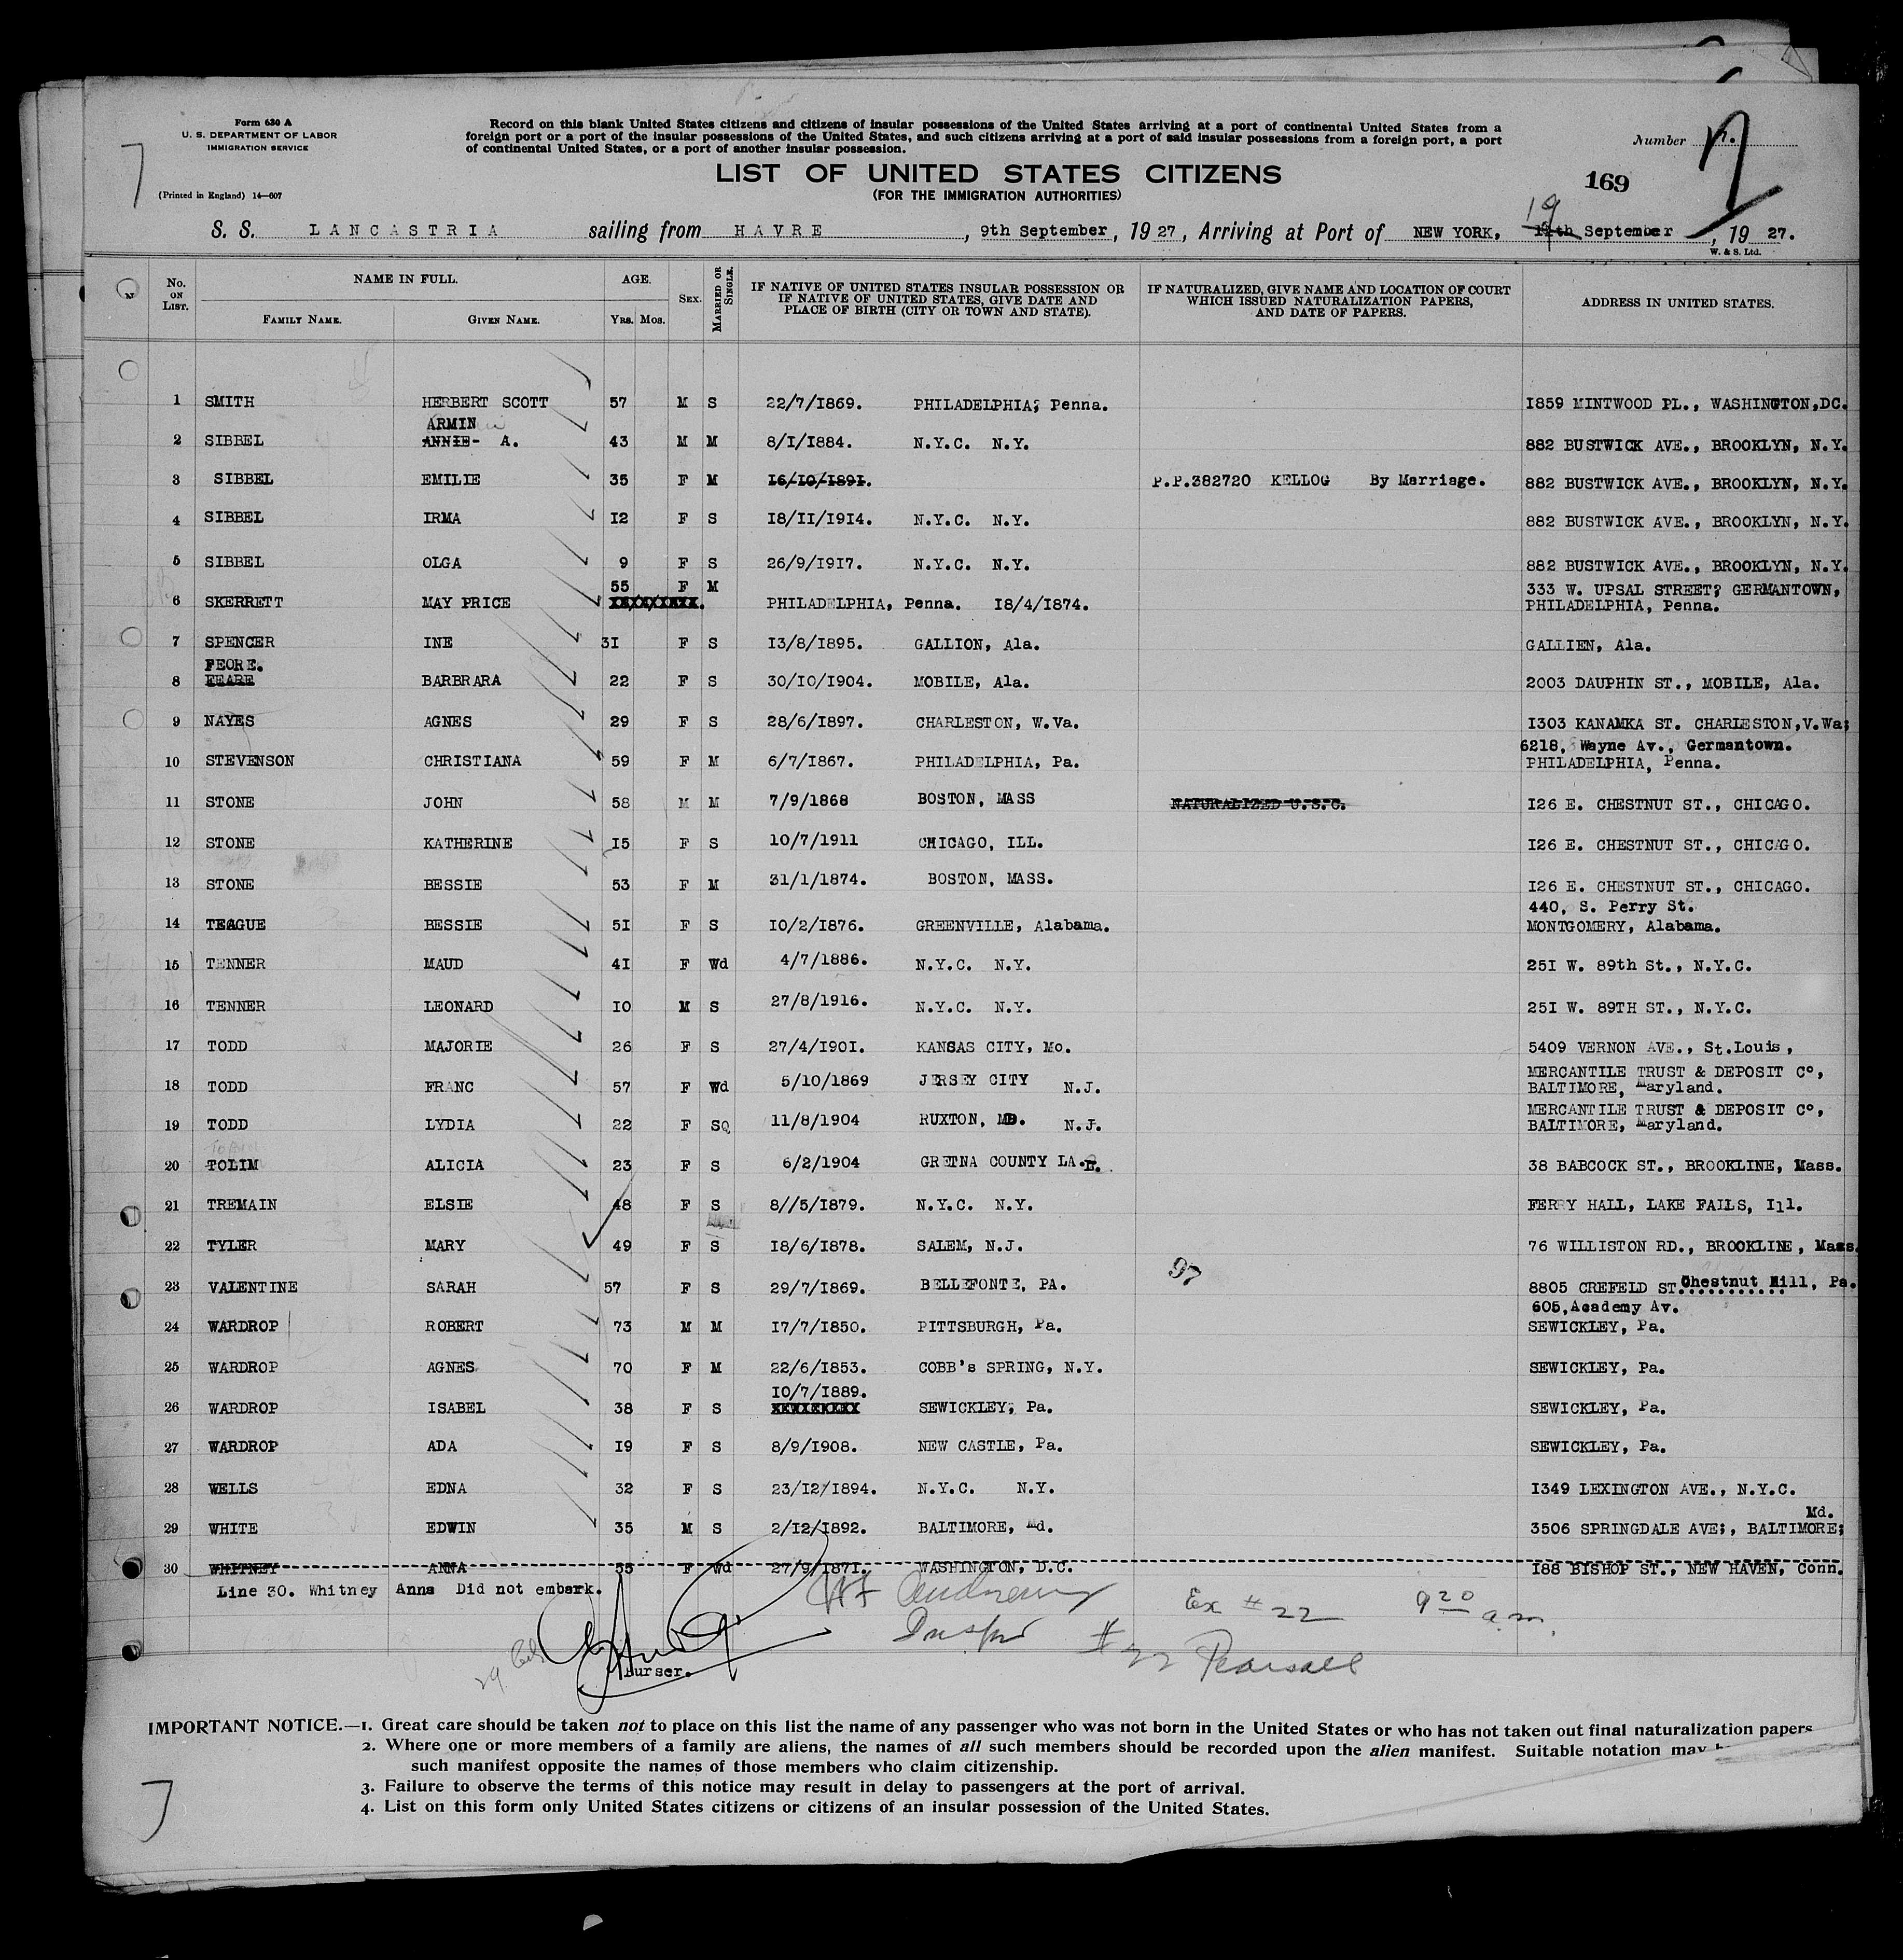 Form 630 A
U. S. DEPARTMENT OF LABOR
IMMIGRATION SERVICE
(Printed in England) 14—607
Record on this blank United States citizens and citizens of insular possessions of the United States arriving at a port of continental United States from a
foreign port or a port of the insular possessions of the United States, and such citizens arriving at a port of said insular possessions from a foreign port, a port
of continental United States, or a port of another insular possession.
Number
LIST OF UNITED STATES CITIZENS
(FOR THE IMMIGRATION AUTHORITIES)
169
S. S. LANCASTRIA sailing from HAVRE, 9th September, 1927, Arriving at Port of NEW YORK, 19 September, 1927.
W. & S. Ltd.
No. ON LIST. NAME IN FULL. FAMILY NAME. GIVEN NAME. AGE. YRS. MOS. SEX. MARRIED OR SINGLE. IF NATIVE OF UNITED STATES INSULAR POSSESSION OR IF NATIVE OF UNITED STATES, GIVE DATE AND PLACE OF BIRTH (CITY OR TOWN AND STATE). IF NATURALIZED, GIVE NAME AND LOCATION OF COURT WHICH ISSUED NATURALIZATION PAPERS, AND DATE OF PAPERS. ADDRESS IN UNITED STATES.
1 SMITH HERBERT SCOTT 57 M S 22/7/1869. PHILADELPHIA, Penna. 1859 MINTWOOD PL., WASHINGTON,DC.
ARMIN
2 SIBBEL ANNIE- A. 43 M M 8/1/1884. N.Y.C. N.Y. 882 BUSTWICK AVE., BROOKLYN, N.Y.
3 SIBBEL EMILIE 35 F M 16/10/1891. P.P.382720 KELLOG By Marriage. 882 BUSTWICK AVE., BROOKLYN, N.Y.
4 SIBBEL IRMA 12 F S 18/11/1914. N.Y.C. N.Y. 882 BUSTWICK AVE., BROOKLYN, N.Y.
5 SIBBEL OLGA 9 F S 26/9/1917. N.Y.C. N.Y. 882 BUSTWICK AVE., BROOKLYN, N.Y.
55 F M 333 W. UPSAL STREET, GERMANTOWN,
6 SKERRETT MAY PRICE PHILADELPHIA, Penna. 18/4/1874. PHILADELPHIA, Penna.
7 SPENCER INE 31 F S 13/8/1895. GALLION, Ala. GALLIEN, Ala.
FEORE.
8 FEARE BARBRARA 22 F S 30/10/1904. MOBILE, Ala. 2003 DAUPHIN ST., MOBILE, Ala.
9 NAYES AGNES 29 F S 28/6/1897. CHARLESTON, W.Va. 1303 KANAMKA ST. CHARLESTON,V.Wa;
6218, Wayne Av., Germantown.
10 STEVENSON CHRISTIANA 59 F M 6/7/1867. PHILADELPHIA, Pa. PHILADELPHIA, Penna.
11 STONE JOHN 58 M M 7/9/1868 BOSTON, MASS NATURALIZED U.S.C. 126 E. CHESTNUT ST., CHICAGO.
12 STONE KATHERINE 15 F S 10/7/1911 CHICAGO, ILL. 126 E. CHESTNUT ST., CHICAGO.
13 STONE BESSIE 53 F M 31/1/1874. BOSTON, MASS. 126 E. CHESTNUT ST., CHICAGO.
440, S. Perry St.
14 TEAGUE BESSIE 51 F S 10/2/1876. GREENVILLE, Alabama. MONTGOMERY, Alabama.
15 TENNER MAUD 41 F Wd 4/7/1886. N.Y.C. N.Y. 251 W. 89th St., N.Y.C.
16 TENNER LEONARD 10 M S 27/8/1916. N.Y.C. N.Y. 251 W. 89TH ST., N.Y.C.
17 TODD MAJORIE 26 F S 27/4/1901. KANSAS CITY, Mo. 5409 VERNON AVE., St.Louis,
MERCANTILE TRUST & DEPOSIT Co,
18 TODD FRANC 57 F Wd 5/10/1869 JERSEY CITY N.J. BALTIMORE, Maryland.
MERCANTILE TRUST & DEPOSIT Co,
19 TODD LYDIA 22 F SQ 11/8/1904 RUXTON, MD. N.J. BALTIMORE, Maryland.
20 TOLIM ALICIA 23 F S 6/2/1904 GRETNA COUNTY LA. 38 BABCOCK ST., BROOKLINE, Mass.
21 TREMAIN ELSIE 48 F S 8//5/1879. N.Y.C. N.Y. FERRY HALL, LAKE FAILS, Ill.
22 TYLER MARY 49 F S 18/6/1878. SALEM, N.J. 76 WILLISTON RD., BROOKLINE, Mass.
97
23 VALENTINE SARAH 57 F S 29/7/1869. BELLEFONTE, PA. 8805 CREFELD ST. Chestnut Hill, Pa.
605,Academy Av.
24 WARDROP ROBERT 73 M M 17/7/1850. PITTSBURGH, Pa. SEWICKLEY, Pa.
25 WARDROP AGNES 70 F M 22/6/1853. COBB's SPRING, N.Y. SEWICKLEY, Pa.
10/7/1889.
26 WARDROP ISABEL 38 F S SEWICKLEY, Pa. SEWICKLEY, Pa.
27 WARDROP ADA 19 F S 8/9/1908. NEW CASTLE, Pa. SEWICKLEY, Pa.
28 WELLS EDNA 32 F S 23/12/1894. N.Y.C. N.Y. 1349 LEXINGTON AVE., N.Y.C.
Md.
29 WHITE EDWIN 35 M S 2/12/1892. BALTIMORE, Md. 3506 SPRINGDALE AVE;, BALTIMORE;
30 WHITNEY ANNA 55 F Wd 27/9/1871. WASHINGTON, D.C. 188 BISHOP ST., NEW HAVEN, Conn.
Line 30. Whitney Anna Did not embark.
Ex #22 9 20 a.m.
#22 Pearsall
Purser.
IMPORTANT NOTICE.—1. Great care should be taken not to place on this list the name of any passenger who was not born in the United States or who has not taken out final naturalization papers
2. Where one or more members of a family are aliens, the names of all such members should be recorded upon the alien manifest. Suitable notation may
such manifest opposite the names of those members who claim citizenship.
3. Failure to observe the terms of this notice may result in delay to passengers at the port of arrival.
4. List on this form only United States citizens or citizens of an insular possession of the United States.